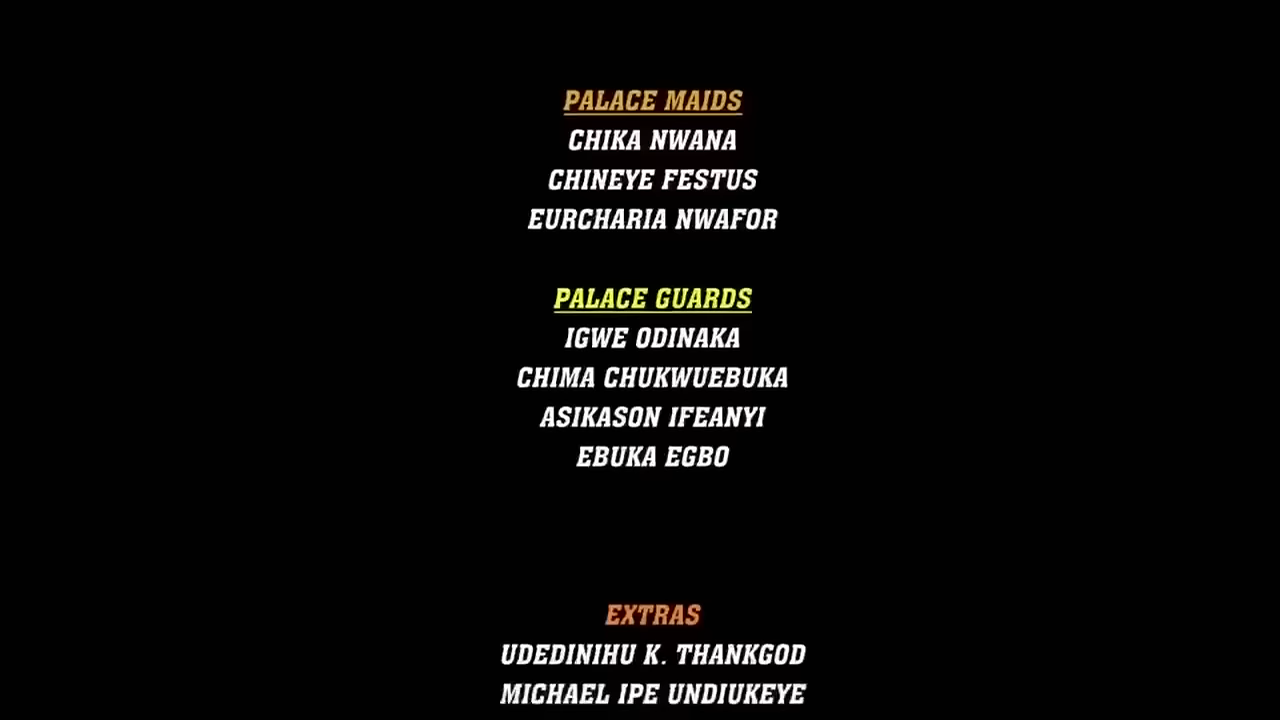 PALACE MAIDS
CHIKA NWANA
CHINEYE FESTUS
EURCHARIA NWAFOR
PALACE GUARDS
IGWE ODINAKA
CHIMA CHUKWUEBUKA
ASIKASON IFEANYI
EBUKA EGBO
EXTRAS
UDEDINIHU K. THANKGOD
MICHAEL IPE UNDIUKEYE